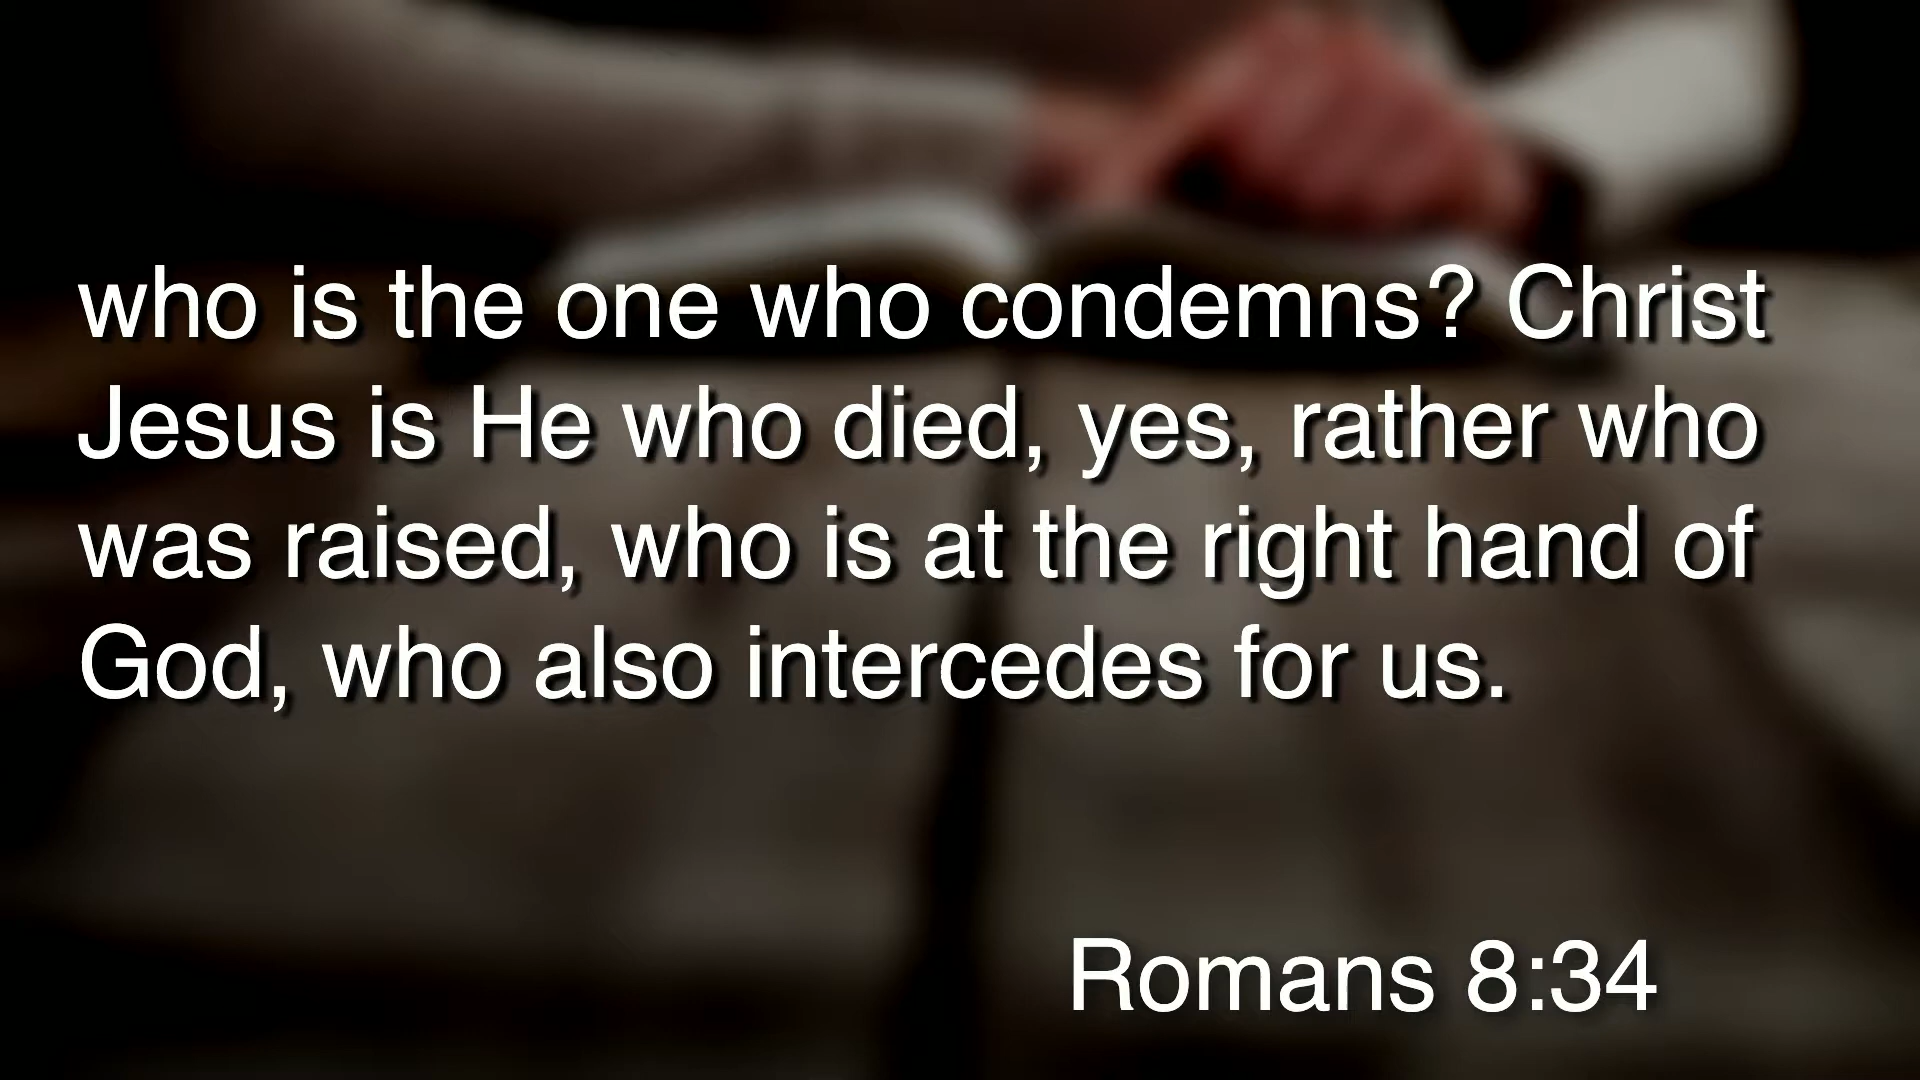 who is the one who condemns? Christ
Jesus is He who died, yes, rather who
was raised, who is at the right hand of
God, who also intercedes for us.
Romans 8:34